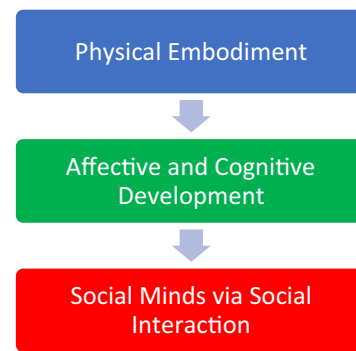 Physical Embodiment
Affective and Cognitive
Development
Social Minds via Social
Interaction